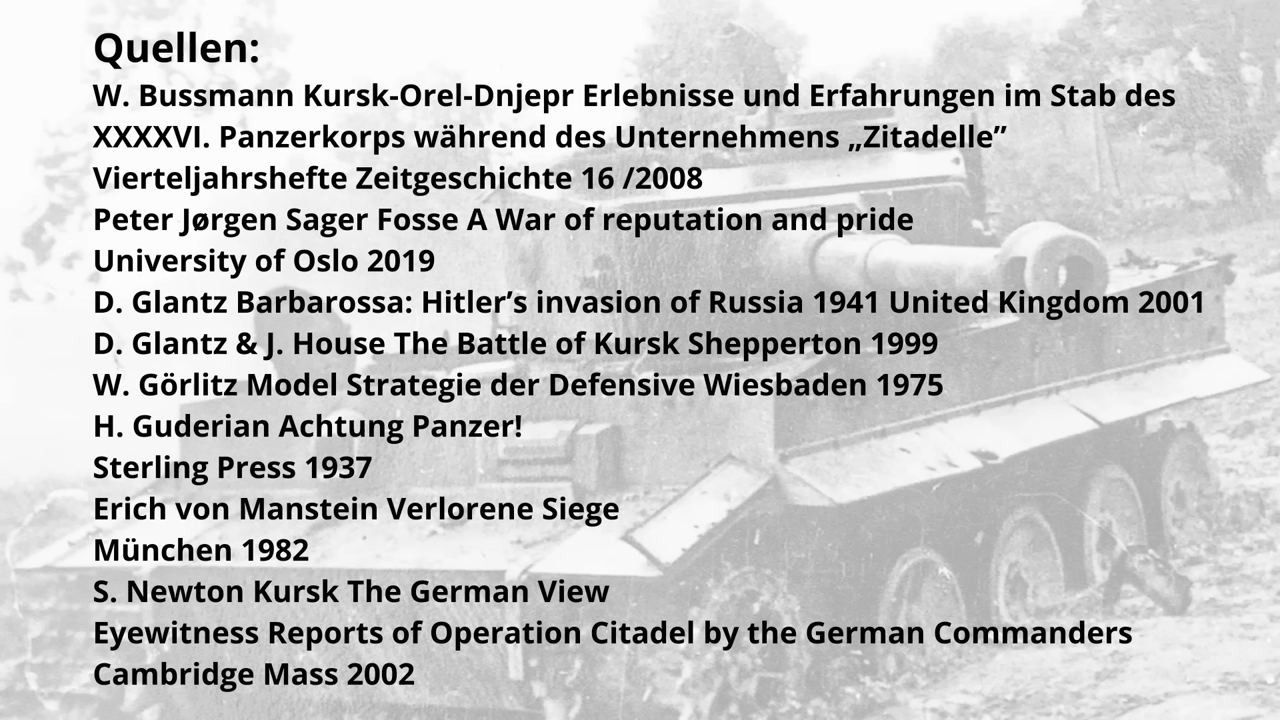 Quellen:
W. Bussmann Kursk-Orel-Dnjepr Erlebnisse und Erfahrungen im Stab des
XXXXVI. Panzerkorps während des Unternehmens „Zitadelle”
Vierteljahrshefte Zeitgeschichte 16 /2008
Peter Jørgen Sager Fosse A War of reputation and pride
University of Oslo 2019
D. Glantz Barbarossa: Hitler’s invasion of Russia 1941 United Kingdom 2001
D. Glantz & J. House The Battle of Kursk Shepperton 1999
W. Görlitz Model Strategie der Defensive Wiesbaden 1975
H. Guderian Achtung Panzer!
Sterling Press 1937
Erich von Manstein Verlorene Siege
München 1982
S. Newton Kursk The German View
Eyewitness Reports of Operation Citadel by the German Commanders
Cambridge Mass 2002